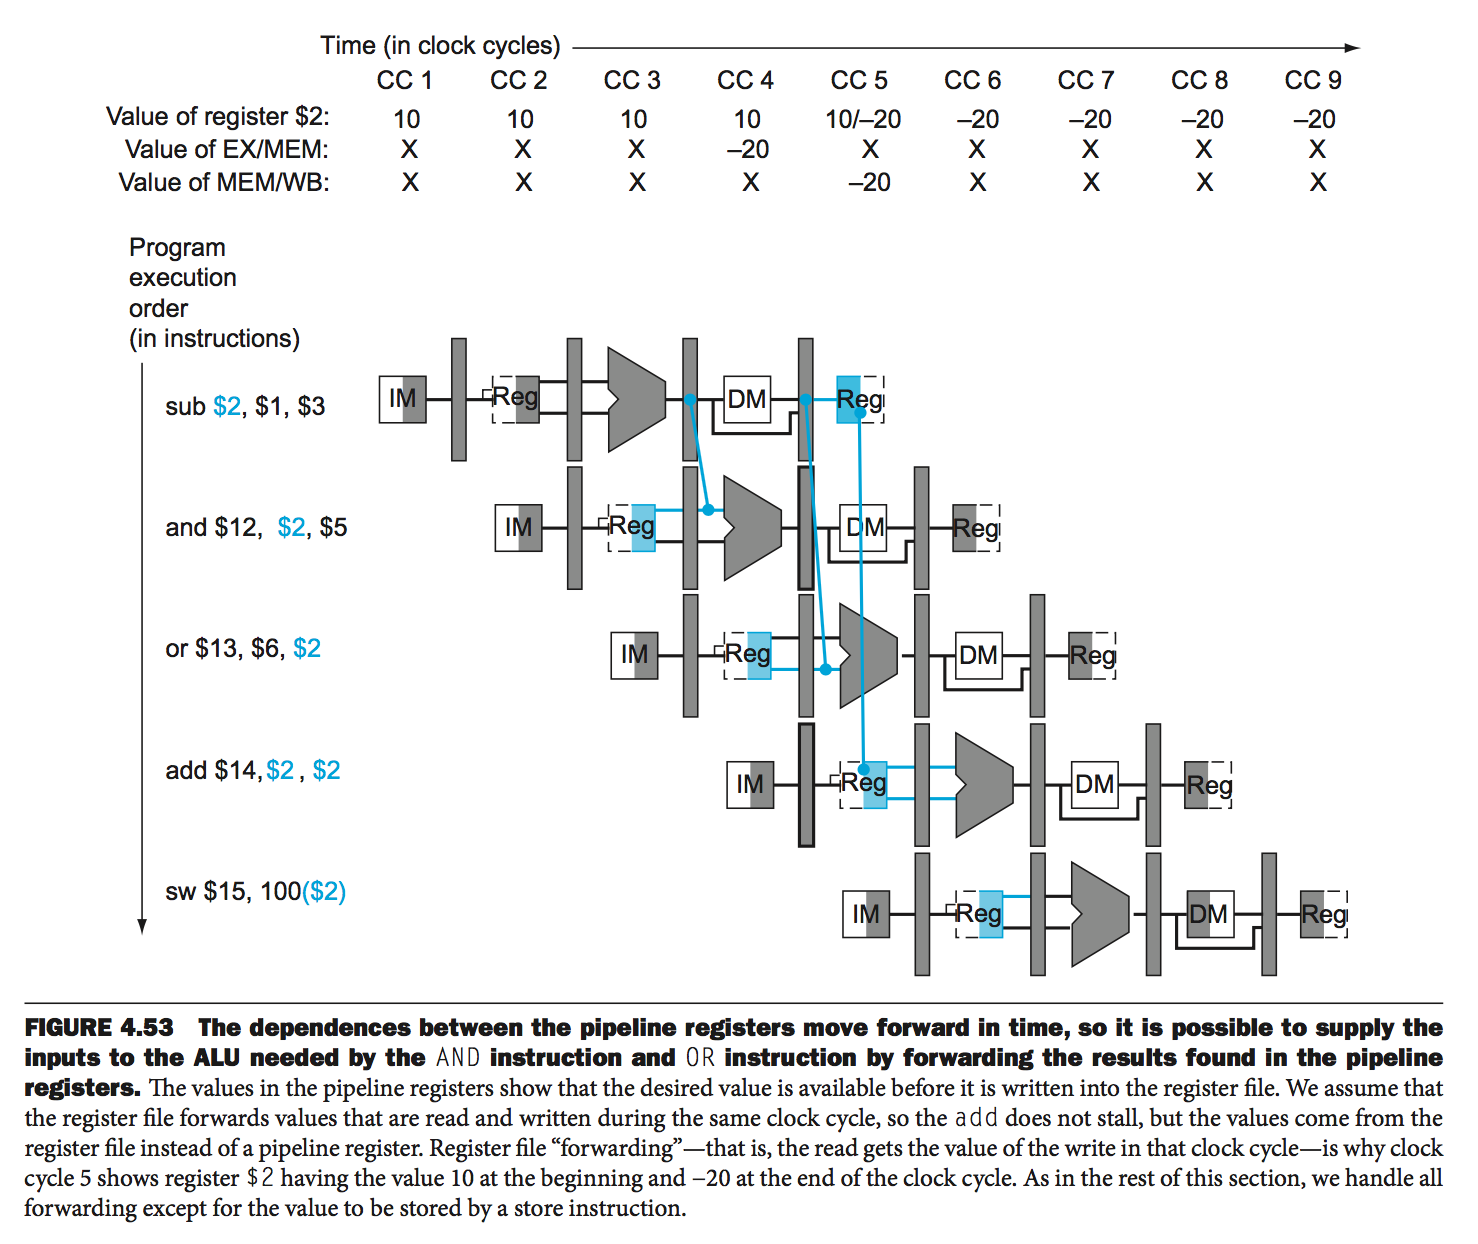 Time (in clock cycles)
CC 1 CC 2 CC 3 CC 4 CC 5 CC 6 CC 7 CC 8 CC 9
Value of register $2: 10 10 10 10 10/–20 –20 –20 –20 –20
Value of EX/MEM: X X X –20 X X X X X
Value of MEM/WB: X X X X –20 X X X X
Program
execution
order
(in instructions)
sub $2, $1, $3
IM Reg DM Reg
and $12, $2, $5
IM Reg DM Reg
or $13, $6, $2
IM Reg DM Reg
add $14, $2 , $2
IM Reg DM Reg
sw $15, 100($2)
IM Reg DM Reg
FIGURE 4.53 The dependences between the pipeline registers move forward in time, so it is possible to supply the
inputs to the ALU needed by the AND instruction and OR instruction by forwarding the results found in the pipeline
registers. The values in the pipeline registers show that the desired value is available before it is written into the register file. We assume that
the register file forwards values that are read and written during the same clock cycle, so the add does not stall, but the values come from the
register file instead of a pipeline register. Register file “forwarding”—that is, the read gets the value of the write in that clock cycle—is why clock
cycle 5 shows register $2 having the value 10 at the beginning and –20 at the end of the clock cycle. As in the rest of this section, we handle all
forwarding except for the value to be stored by a store instruction.